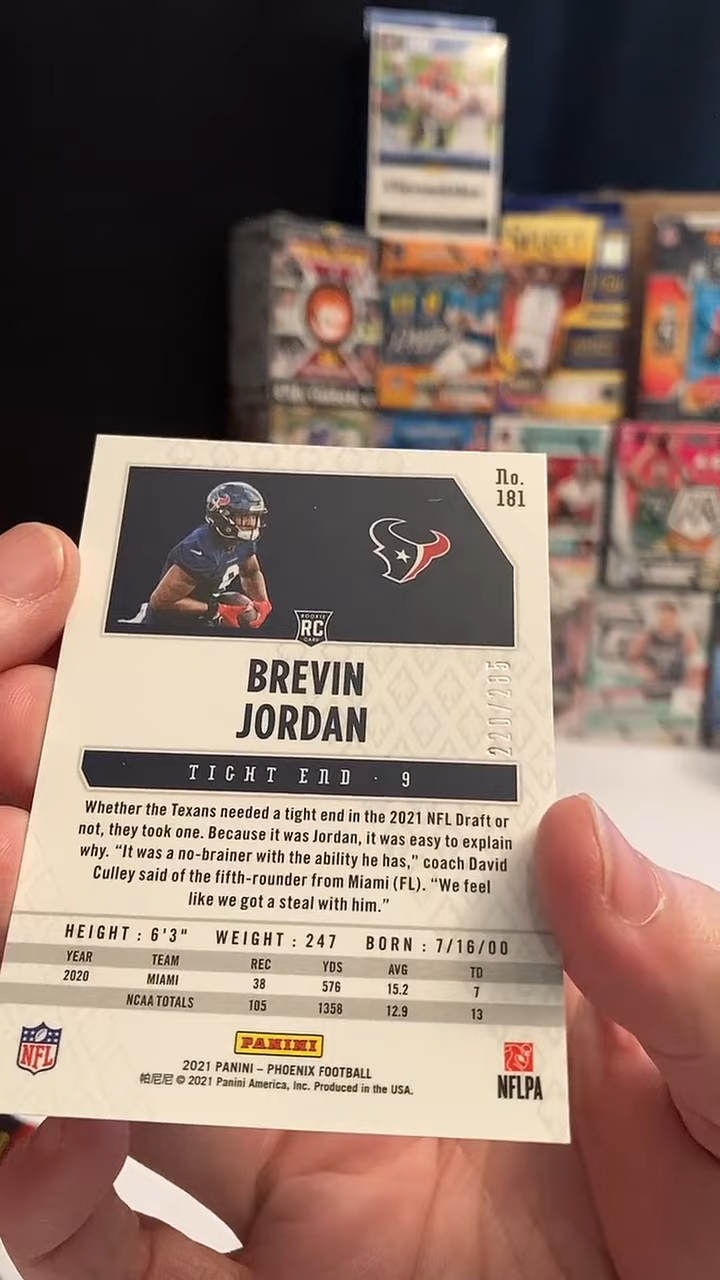 SELECT
No.
181
ROOKIE
RC
CARD
BREVIN
JORDAN
TIGHT END · 9
Whether the Texans needed a tight end in the 2021 NFL Draft or
not, they took one. Because it was Jordan, it was easy to explain
why. “It was a no-brainer with the ability he has,” coach David
Culley said of the fifth-rounder from Miami (FL). “We feel
like we got a steal with him.”
HEIGHT : 6'3" WEIGHT : 247 BORN : 7/16/00
YEAR TEAM REC YDS AVG TD
2020 MIAMI 38 576 15.2 7
NCAA TOTALS 105 1358 12.9 13
NFL
PANINI
2021 PANINI – PHOENIX FOOTBALL
帕尼尼 © 2021 Panini America, Inc. Produced in the USA.
NFLPA